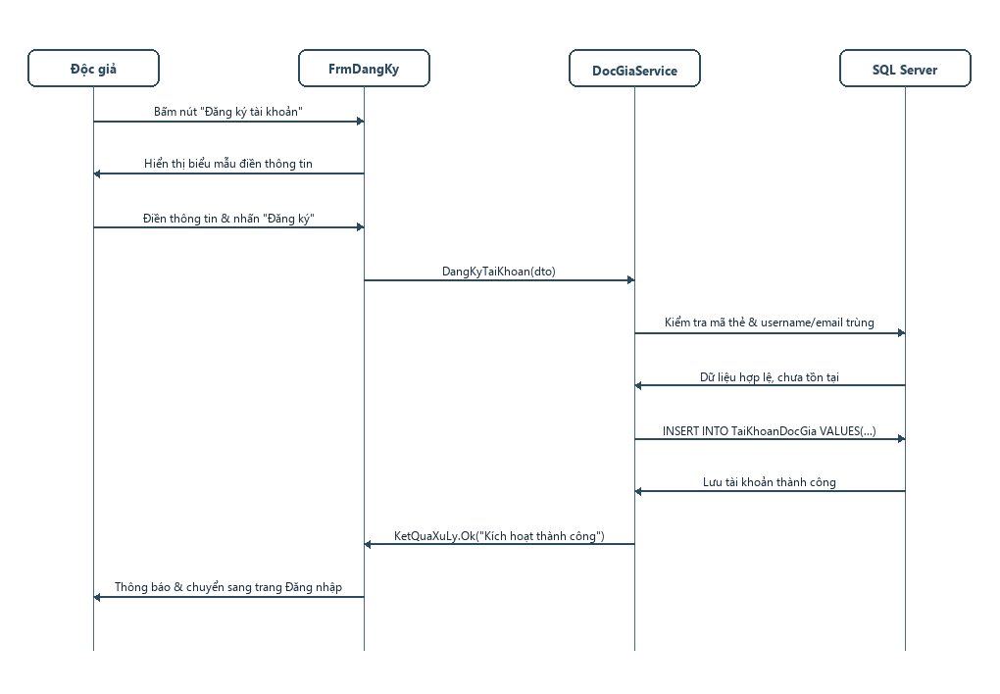 Độc giả
FrmDangKy
DocGiaService
SQL Server
Bấm nút "Đăng ký tài khoản"
Hiển thị biểu mẫu điền thông tin
Điền thông tin & nhấn "Đăng ký"
DangKyTaiKhoan(dto)
Kiểm tra mã thẻ & username/email trùng
Dữ liệu hợp lệ, chưa tồn tại
INSERT INTO TaiKhoanDocGia VALUES(...)
Lưu tài khoản thành công
KetQuaXuLy.Ok("Kích hoạt thành công")
Thông báo & chuyển sang trang Đăng nhập